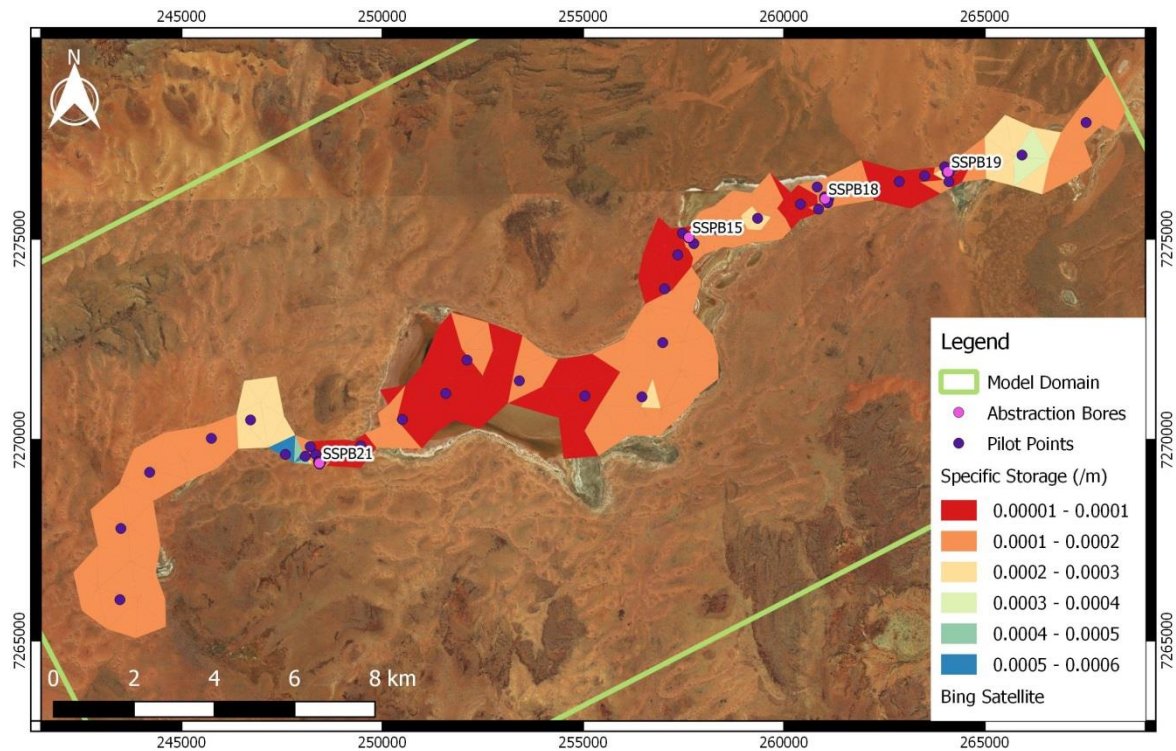 245000 250000 255000 260000 265000
N
7275000 7275000
7270000 7270000
7265000 7265000
SSPB19
SSPB18
SSPB15
SSPB21
Legend
Model Domain
Abstraction Bores
Pilot Points
Specific Storage (/m)
0.00001 - 0.0001
0.0001 - 0.0002
0.0002 - 0.0003
0.0003 - 0.0004
0.0004 - 0.0005
0.0005 - 0.0006
Bing Satellite
0 2 4 6 8 km
245000 250000 255000 260000 265000